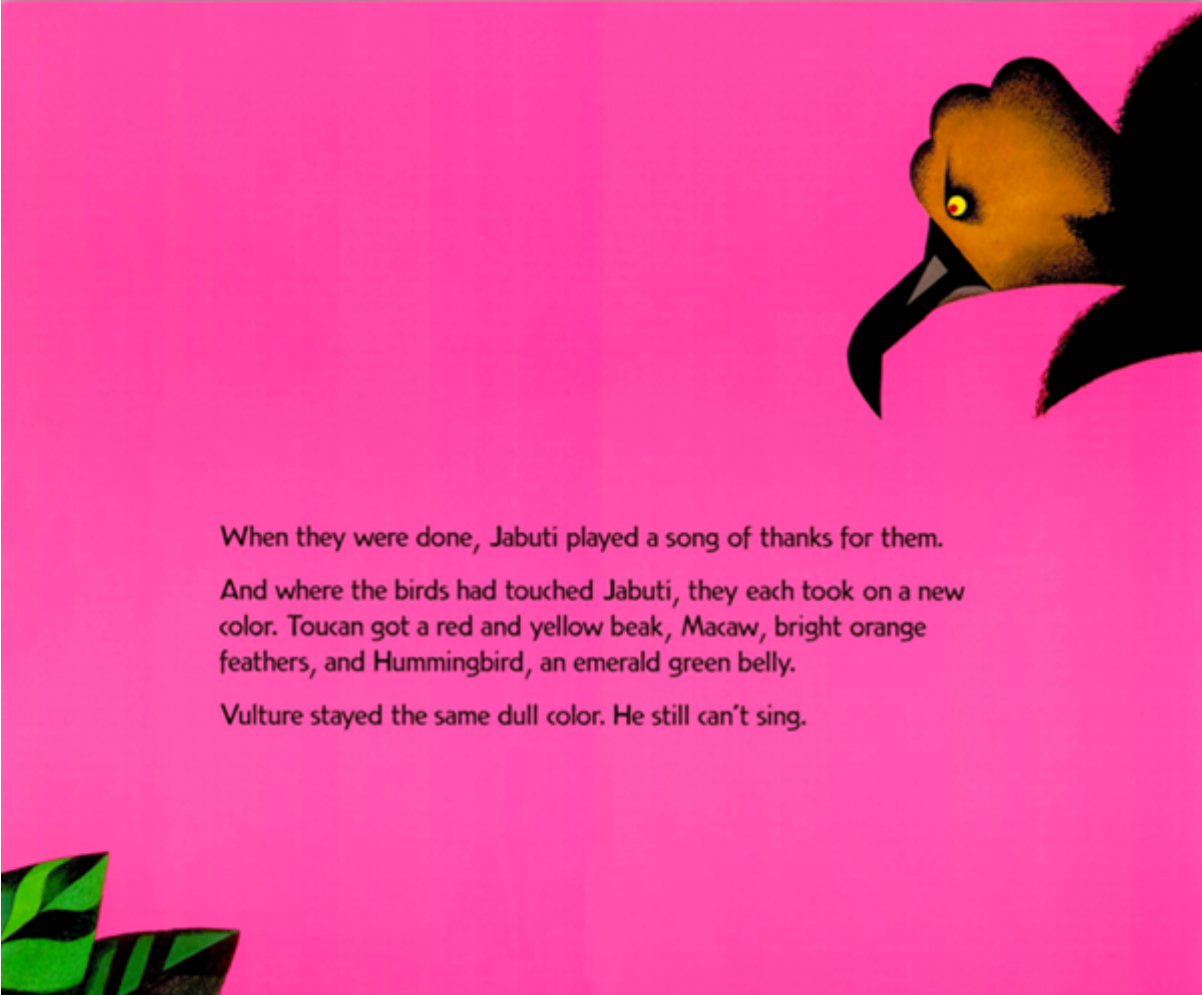 When they were done, Jabuti played a song of thanks for them.
And where the birds had touched Jabuti, they each took on a new
color. Toucan got a red and yellow beak, Macaw, bright orange
feathers, and Hummingbird, an emerald green belly.
Vulture stayed the same dull color. He still can't sing.